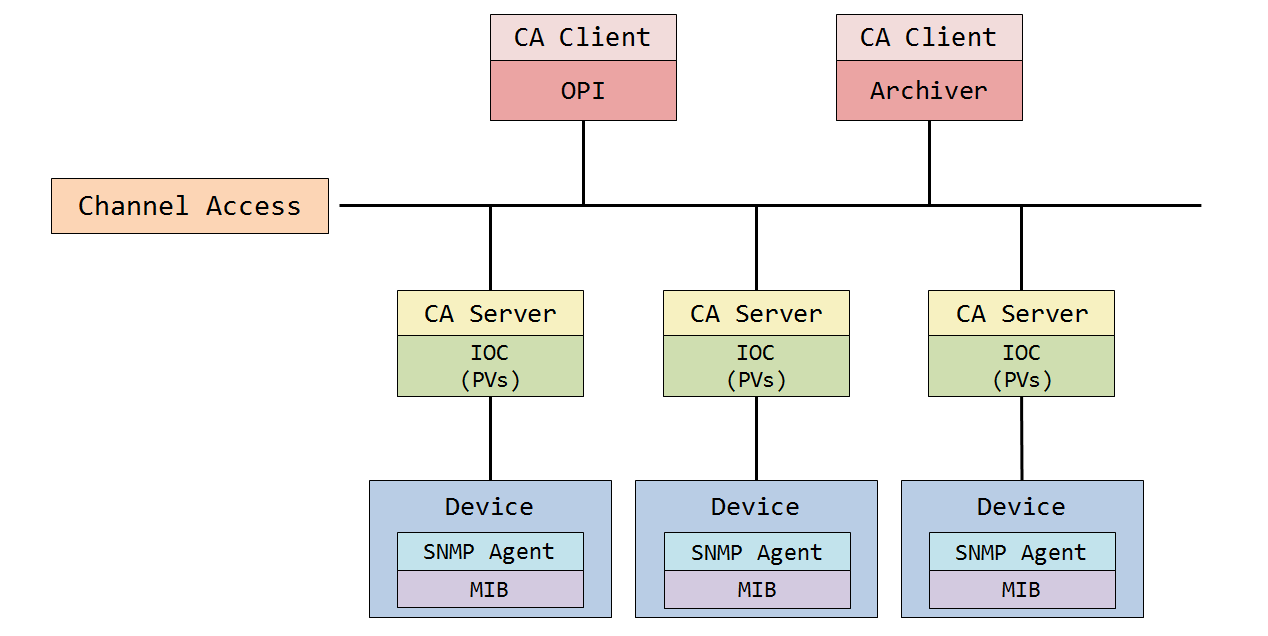 CA Client
OPI
CA Client
Archiver
Channel Access
CA Server
IOC
(PVs)
CA Server
IOC
(PVs)
CA Server
IOC
(PVs)
Device
SNMP Agent
MIB
Device
SNMP Agent
MIB
Device
SNMP Agent
MIB